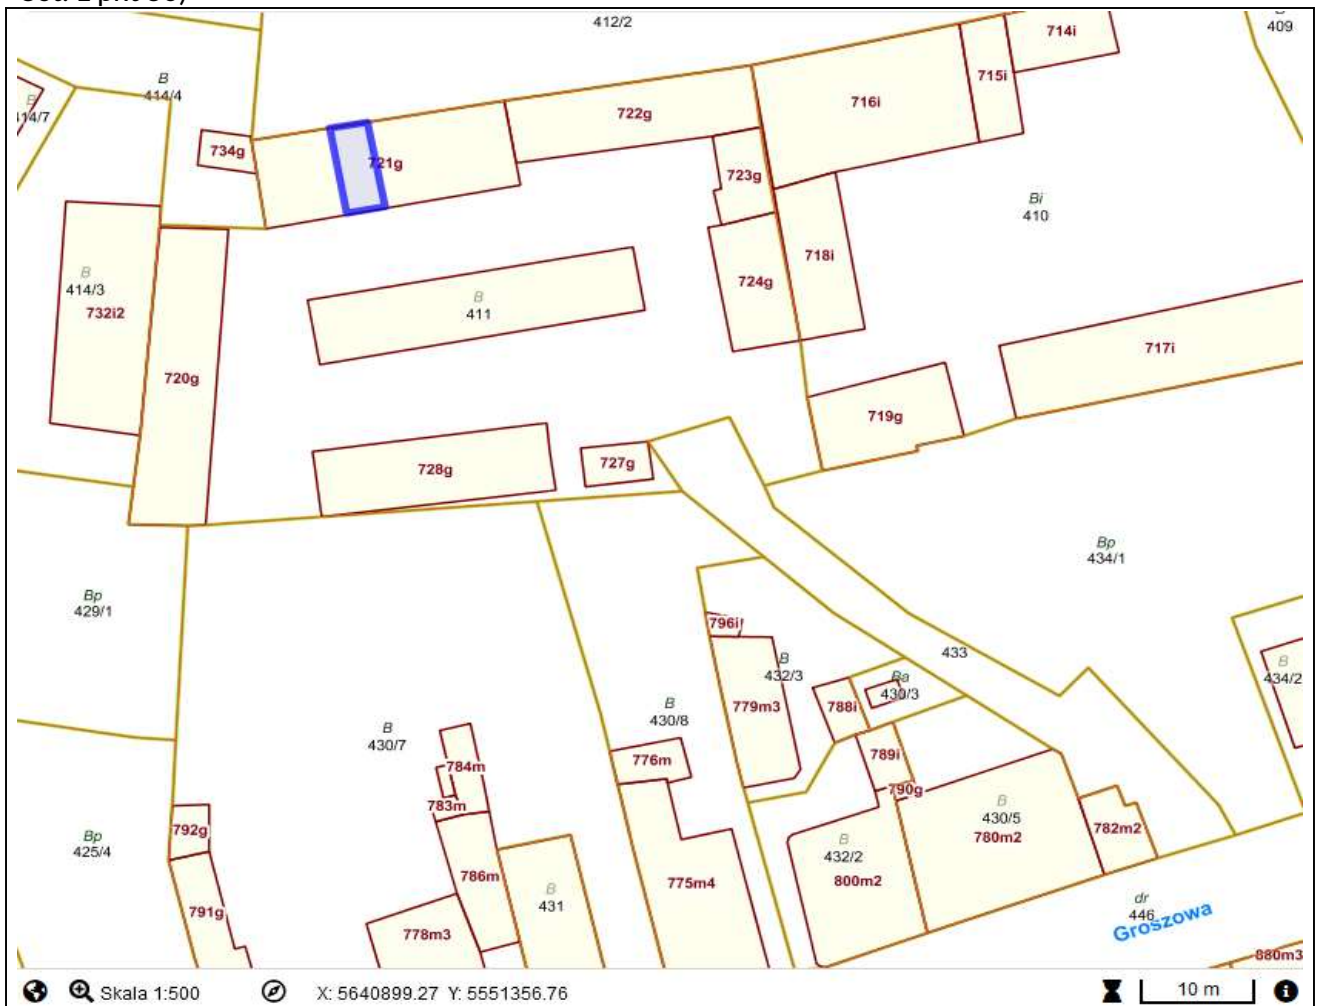 412/2
409
714i
B
414/4
B
715i
716i
722g
734g
721g
723g
Bi
410
718i
B
414/3
732i2
724g
B
411
717i
720g
719g
728g
727g
Bp
434/1
Bp
429/1
796i
B
432/3
433
Ba
430/3
B
434/2
B
430/8
779m3
788i
B
430/7
776m
789i
784m
790g
783m
B
430/5
780m2
792g
782m2
Bp
425/4
B
432/2
786m
800m2
775m4
B
431
791g
dr
446
Groszowa
778m3
880m3
Skala 1:500
X: 5640899.27 Y: 5551356.76
10 m